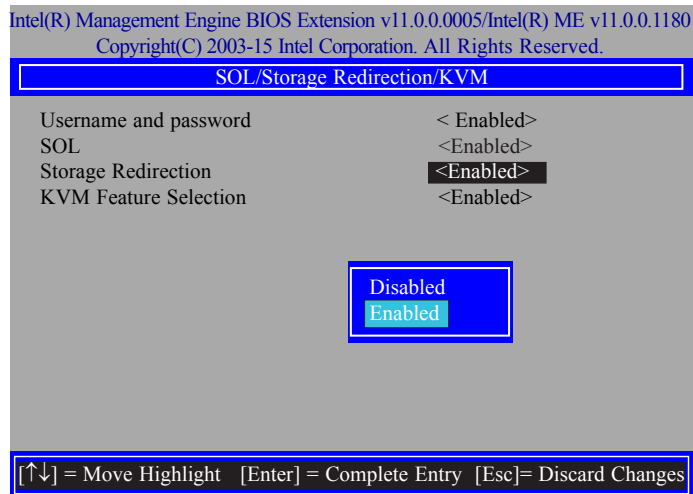 Intel(R) Management Engine BIOS Extension v11.0.0.0005/Intel(R) ME v11.0.0.1180
Copyright(C) 2003-15 Intel Corporation. All Rights Reserved.
SOL/Storage Redirection/KVM
Username and password < Enabled>
SOL <Enabled>
Storage Redirection <Enabled>
KVM Feature Selection <Enabled>
Disabled
Enabled
[↑↓] = Move Highlight [Enter] = Complete Entry [Esc]= Discard Changes